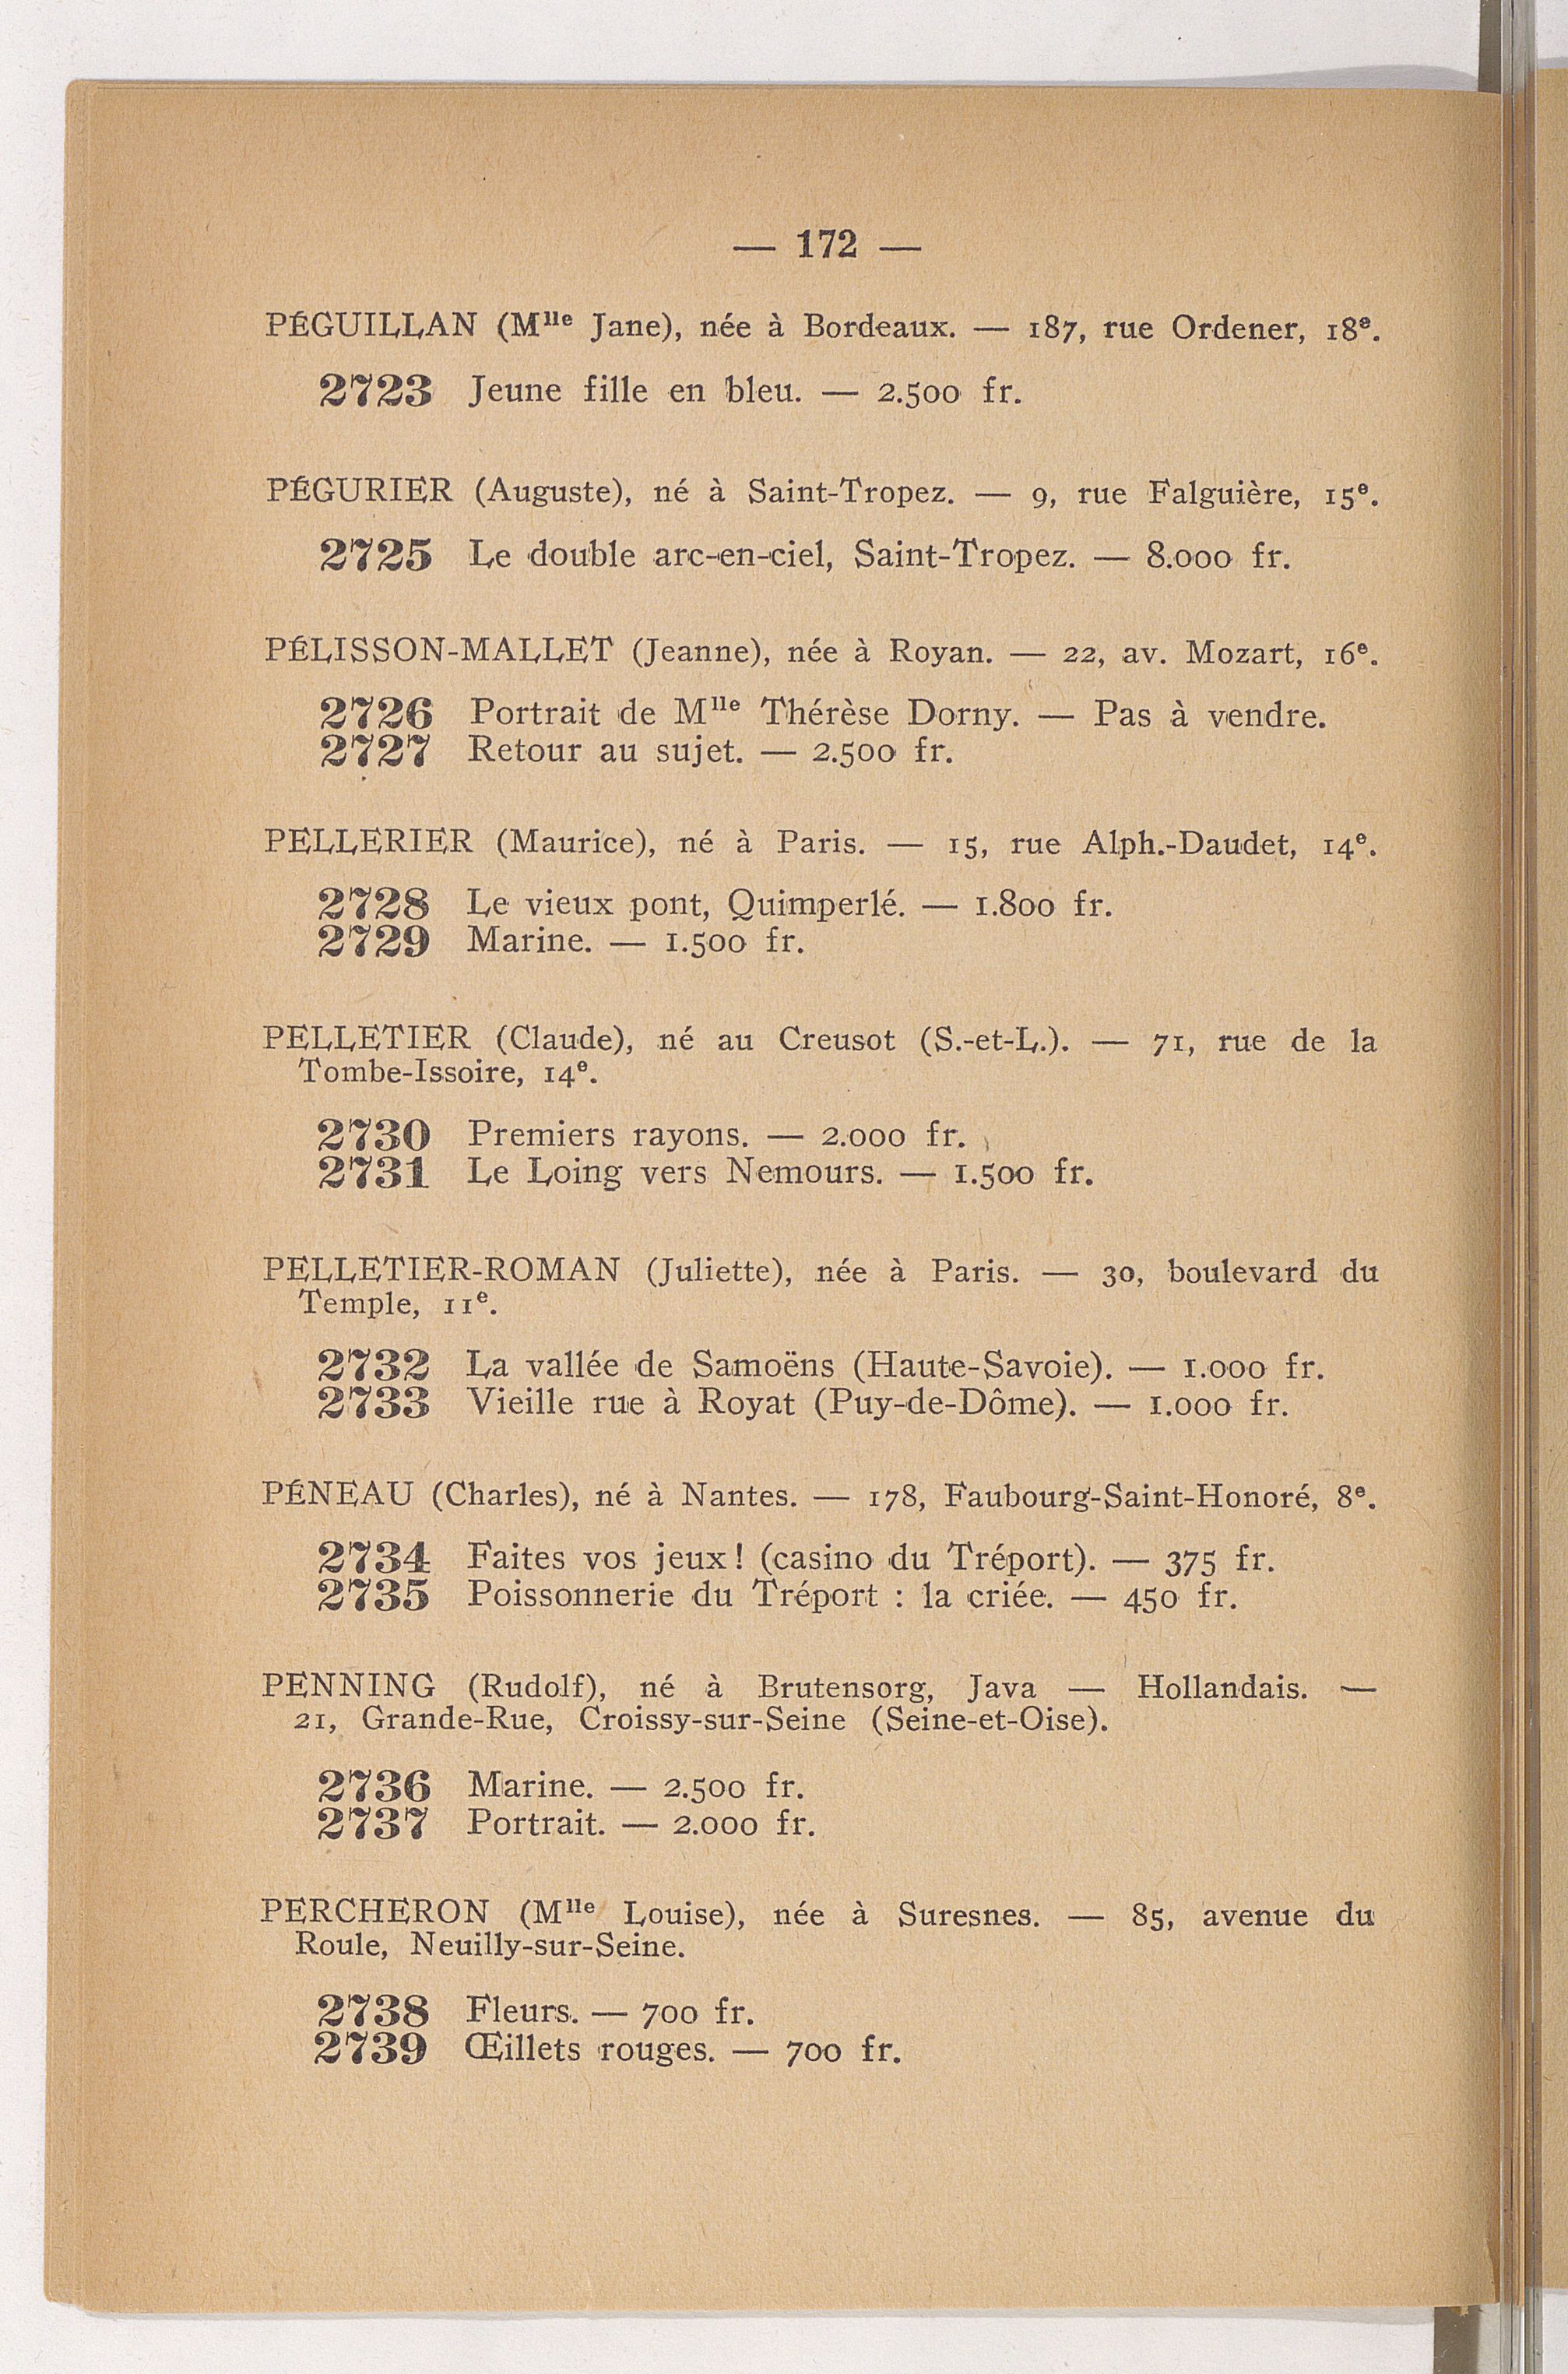 — 172 —
PÉGUILLAN (Mlle Jane), née à Bordeaux. — 187, rue Ordener, 18e.
2723 Jeune fille en bleu. — 2.500 fr.
PÉGURIER (Auguste), né à Saint-Tropez. — 9, rue Falguière, 15e.
2725 Le double arc-en-ciel, Saint-Tropez. — 8.000 fr.
PÉLISSON-MALLET (Jeanne), née à Royan. — 22, av. Mozart, 16e.
2726 Portrait de Mlle Thérèse Dorny. — Pas à vendre.
2727 Retour au sujet. — 2.500 fr.
PELLERIER (Maurice), né à Paris. — 15, rue Alph.-Daudet, 14e.
2728 Le vieux pont, Quimperlé. — 1.800 fr.
2729 Marine. — 1.500 fr.
PELLETIER (Claude), né au Creusot (S.-et-L.). — 71, rue de la
Tombe-Issoire, 14e.
2730 Premiers rayons. — 2.000 fr.
2731 Le Loing vers Nemours. — 1.500 fr.
PELLETIER-ROMAN (Juliette), née à Paris. — 30, boulevard du
Temple, 11e.
2732 La vallée de Samoëns (Haute-Savoie). — 1.000 fr.
2733 Vieille rue à Royat (Puy-de-Dôme). — 1.000 fr.
PÉNEAU (Charles), né à Nantes. — 178, Faubourg-Saint-Honoré, 8e.
2734 Faites vos jeux ! (casino du Tréport). — 375 fr.
2735 Poissonnerie du Tréport : la criée. — 450 fr.
PENNING (Rudolf), né à Brutensorg, Java — Hollandais. —
21, Grande-Rue, Croissy-sur-Seine (Seine-et-Oise).
2736 Marine. — 2.500 fr.
2737 Portrait. — 2.000 fr.
PERCHERON (Mlle Louise), née à Suresnes. — 85, avenue du
Roule, Neuilly-sur-Seine.
2738 Fleurs. — 700 fr.
2739 Œillets rouges. — 700 fr.